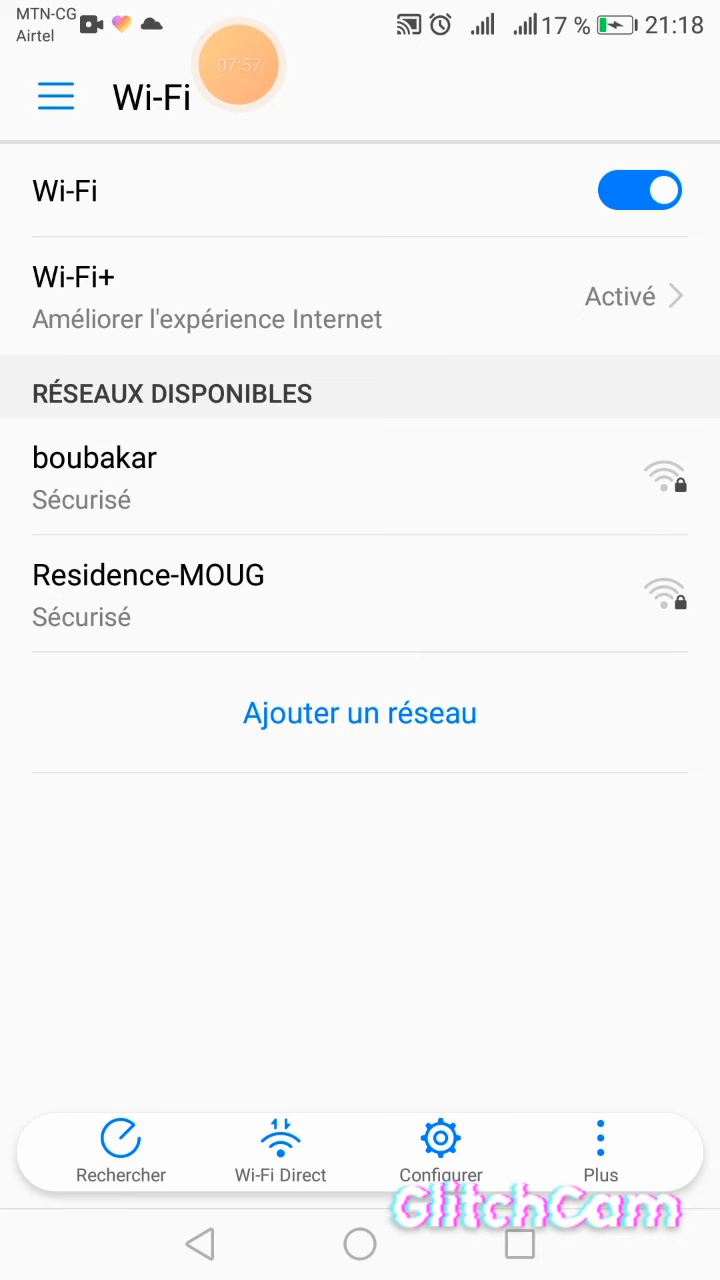 MTN-CG
Airtel
17 %
21:18
07:57
Wi-Fi
Wi-Fi
Wi-Fi+
Améliorer l'expérience Internet
Activé
RÉSEAUX DISPONIBLES
boubakar
Sécurisé
Residence-MOUG
Sécurisé
Ajouter un réseau
Rechercher
Wi-Fi Direct
Configurer
Plus
GlitchCam